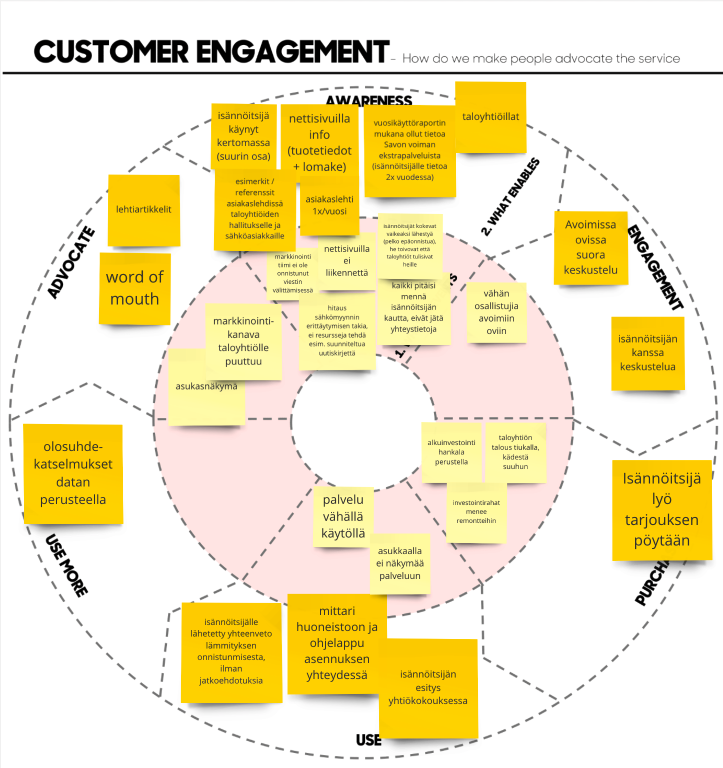 CUSTOMER ENGAGEMENT - How do we make people advocate the service
AWARENESS
isännöitsijä
käynyt
kertomassa
(suurin osa)
nettisivuilla
info
(tuotetiedot
+ lomake)
vuosikäyttöraportin
mukana ollut tietoa
Savon voiman
ekstrapalveluista
(isännöitsijälle tietoa
2x vuodessa)
taloyhtiöillat
esimerkit /
referenssit
asiakaslehdissä
taloyhtiöiden
hallitukselle ja
sähköasiakkaille
asiakaslehti
1x/vuosi
2. WHAT ENABLES
lehtiartikkelit
word of
mouth
ADVOCATE
Avoimissa
ovissa
suora
keskustelu
ENGAGEMENT
isännöitsijän
kanssa
keskustelua
markkinointi
tiimi ei ole
onnistunut
viestin
välittämisessä
nettisivuilla
ei
liikennettä
isännöitsijät kokevat
vaikeaksi lähestyä
(pelko epäonnistua),
he toivovat että
taloyhtiöt tulisivat
heille
kaikki pitäisi
mennä
isännöitsijän
kautta, eivät jätä
yhteystietoja
1.
vähän
osallistujia
avoimiin
oviin
hitaus
sähkömyynnin
erittäytymisen takia,
ei resursseja tehdä
esim. suunniteltua
uutiskirjettä
markkinointi-
kanava
taloyhtiölle
puuttuu
asukasnäkymä
alkuinvestointi
hankala
perustella
taloyhtiön
talous tiukalla,
kädestä
suuhun
investointirahat
menee
remontteihin
Isännöitsijä
lyö
tarjouksen
pöytään
PURCHA
palvelu
vähällä
käytöllä
asukkaalla
ei näkymää
palveluun
olosuhde-
katselmukset
datan
perusteella
USE MORE
isännöitsijälle
lähetetty yhteenveto
lämmityksen
onnistumisesta,
ilman
jatkoehdotuksia
mittari
huoneistoon ja
ohjelappu
asennuksen
yhteydessä
isännöitsijän
esitys
yhtiökokouksessa
USE